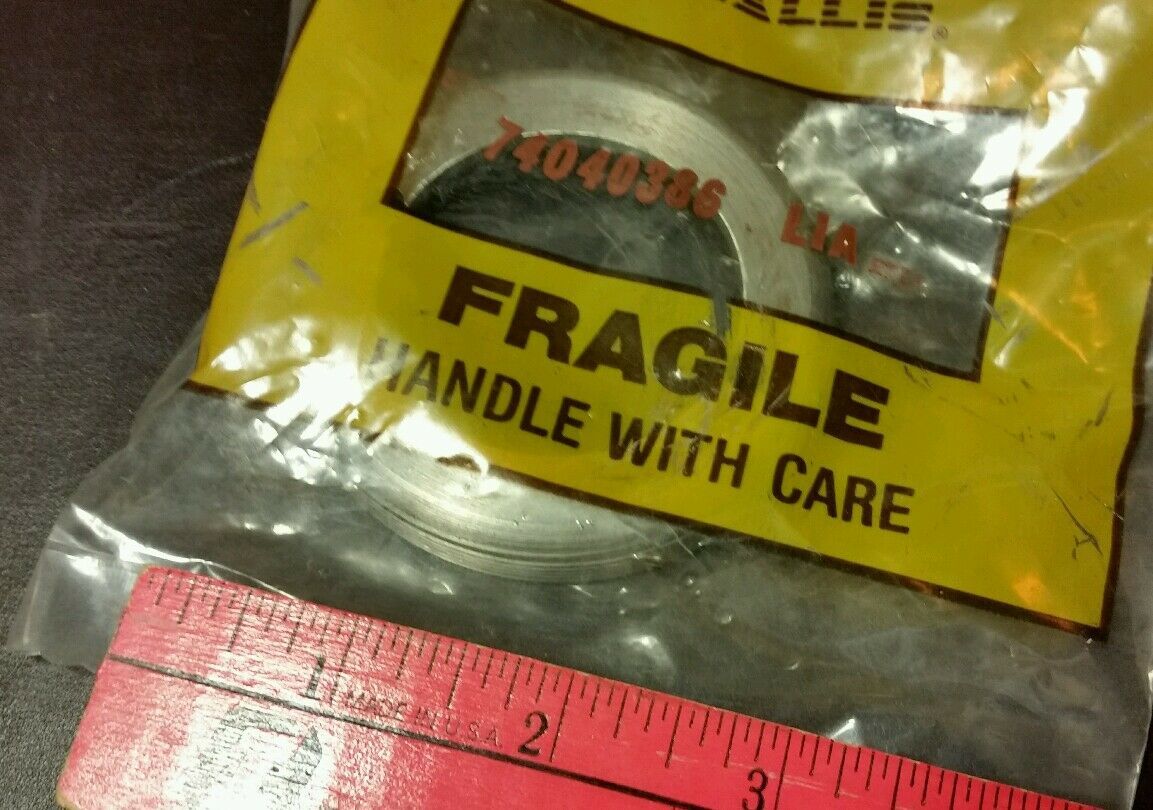 74040386 LIA
FRAGILE
HANDLE WITH CARE
1 MADE IN U.S.A. 2 3